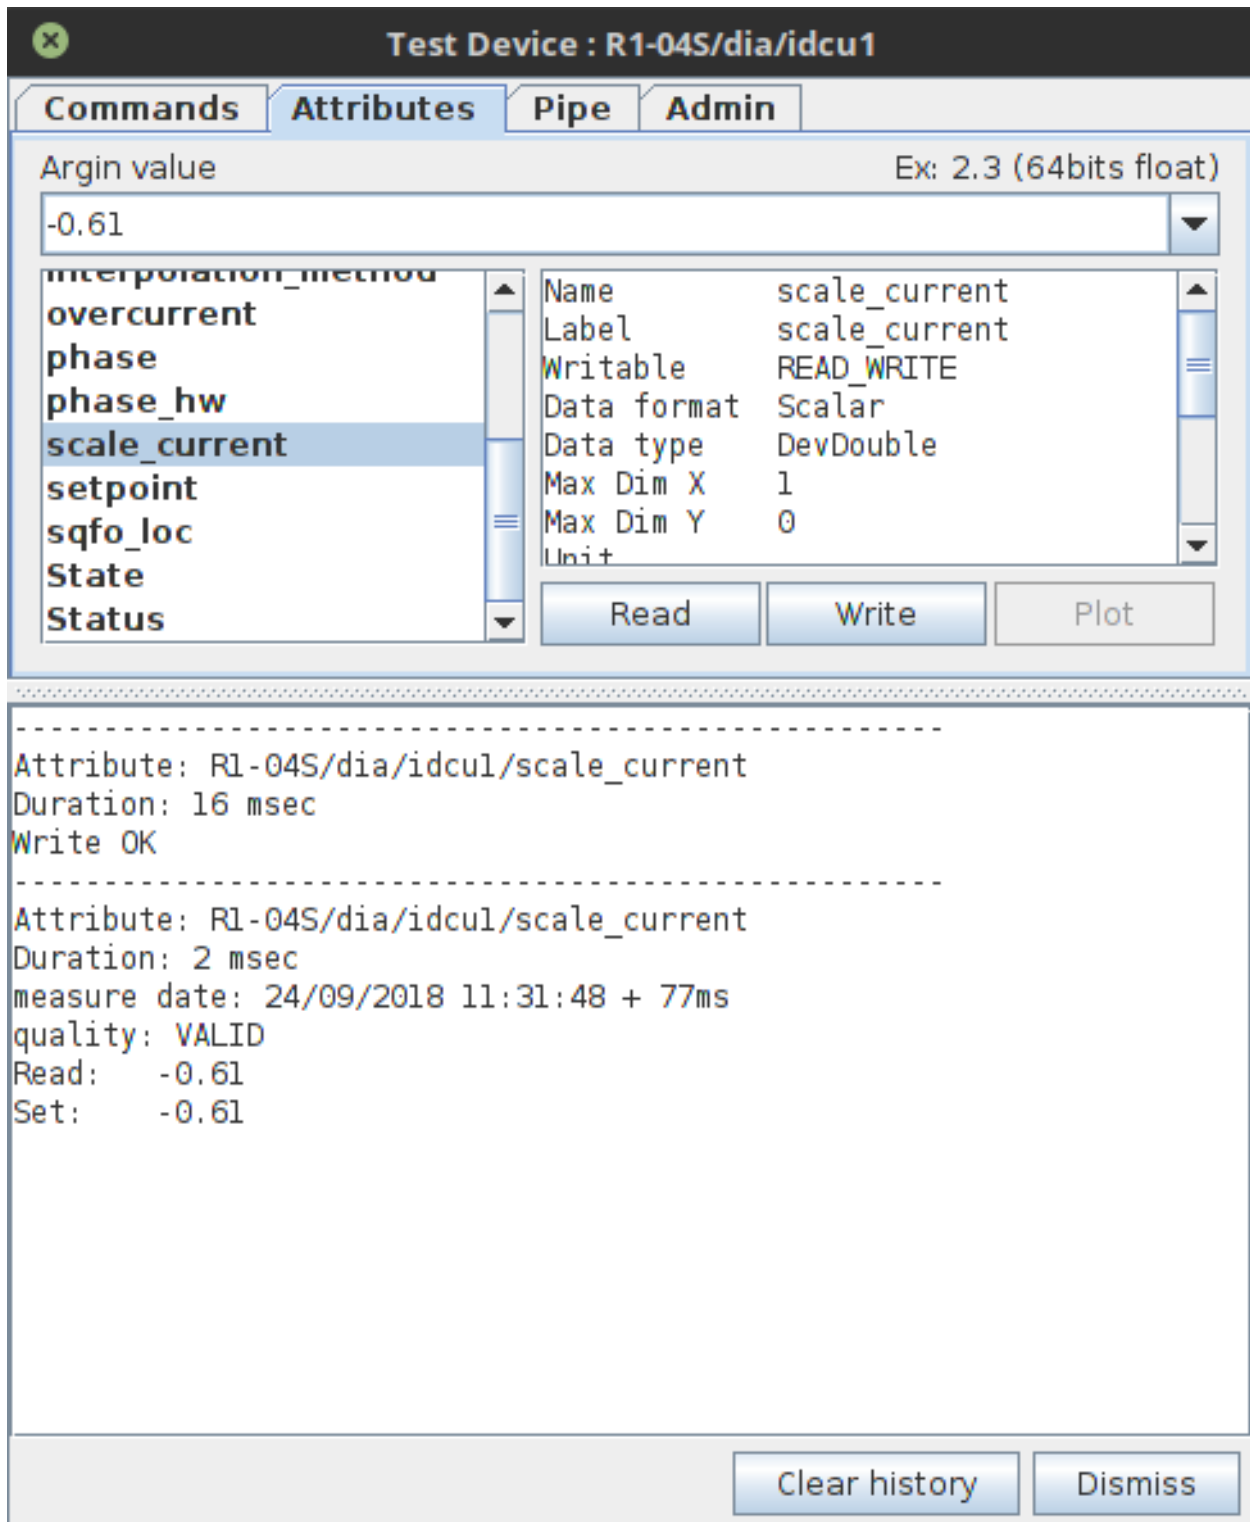 Test Device : R1-04S/dia/idcu1
Commands Attributes Pipe Admin
Argin value Ex: 2.3 (64bits float)
-0.61
interpolation_method
overcurrent
phase
phase_hw
scale_current
setpoint
sqfo_loc
State
Status
Name scale_current
Label scale_current
Writable READ_WRITE
Data format Scalar
Data type DevDouble
Max Dim X 1
Max Dim Y 0
Unit
Read Write Plot
----------------------------------------------------
Attribute: R1-04S/dia/idcu1/scale_current
Duration: 16 msec
Write OK
----------------------------------------------------
Attribute: R1-04S/dia/idcu1/scale_current
Duration: 2 msec
measure date: 24/09/2018 11:31:48 + 77ms
quality: VALID
Read: -0.61
Set: -0.61
Clear history Dismiss